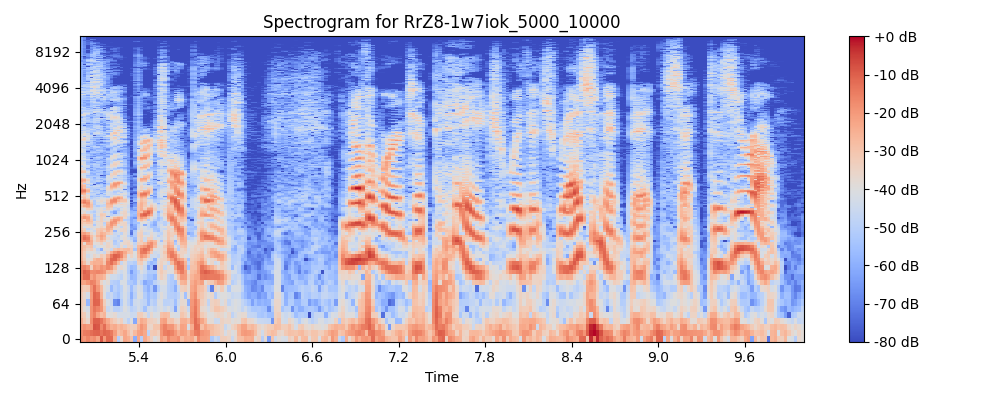 Spectrogram for RrZ8-1w7iok_5000_10000
8192
4096
2048
1024
512
256
128
64
0
Hz
5.4 6.0 6.6 7.2 7.8 8.4 9.0 9.6
Time
+0 dB
-10 dB
-20 dB
-30 dB
-40 dB
-50 dB
-60 dB
-70 dB
-80 dB